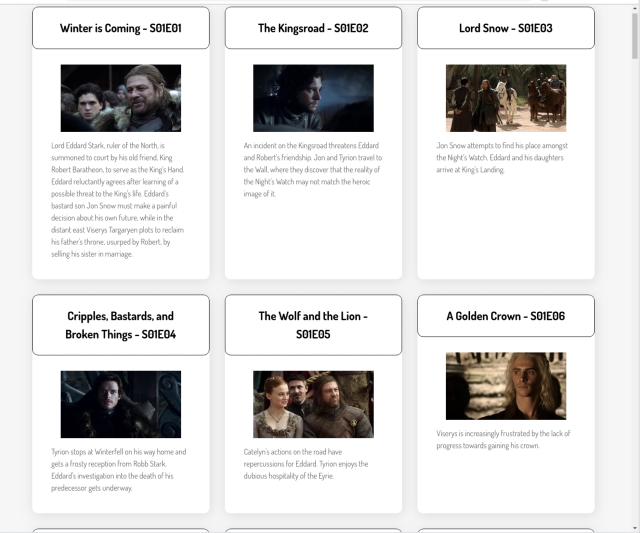 Winter is Coming - S01E01
Lord Eddard Stark, ruler of the North, is
summoned to court by his old friend, King
Robert Baratheon, to serve as the King's Hand.
Eddard reluctantly agrees after learning of a
possible threat to the King's life. Eddard's
bastard son Jon Snow must make a painful
decision about his own future, while in the
distant east Viserys Targaryen plots to reclaim
his father's throne, usurped by Robert, by
selling his sister in marriage.
The Kingsroad - S01E02
An incident on the Kingsroad threatens Eddard
and Robert's friendship. Jon and Tyrion travel to
the Wall, where they discover that the reality of
the Night's Watch may not match the heroic
image of it.
Lord Snow - S01E03
Jon Snow attempts to find his place amongst
the Night's Watch. Eddard and his daughters
arrive at King's Landing.
Cripples, Bastards, and
Broken Things - S01E04
Tyrion stops at Winterfell on his way home and
gets a frosty reception from Robb Stark.
Eddard's investigation into the death of his
predecessor gets underway.
The Wolf and the Lion -
S01E05
Catelyn's actions on the road have
repercussions for Eddard. Tyrion enjoys the
dubious hospitality of the Eyrie.
A Golden Crown - S01E06
Viserys is increasingly frustrated by the lack of
progress towards gaining his crown.